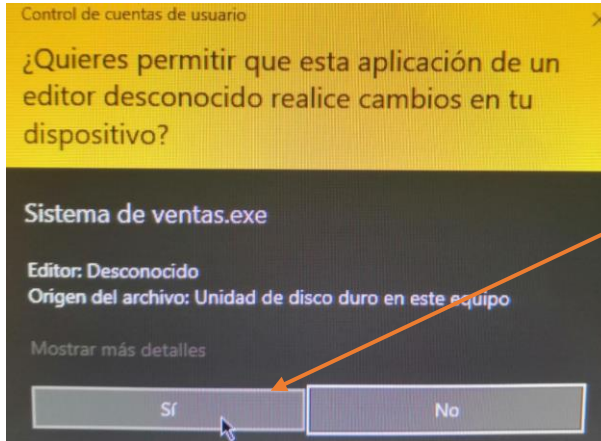 Control de cuentas de usuario
¿Quieres permitir que esta aplicación de un
editor desconocido realice cambios en tu
dispositivo?
Sistema de ventas.exe
Editor: Desconocido
Origen del archivo: Unidad de disco duro en este equipo
Mostrar más detalles
Sí
No